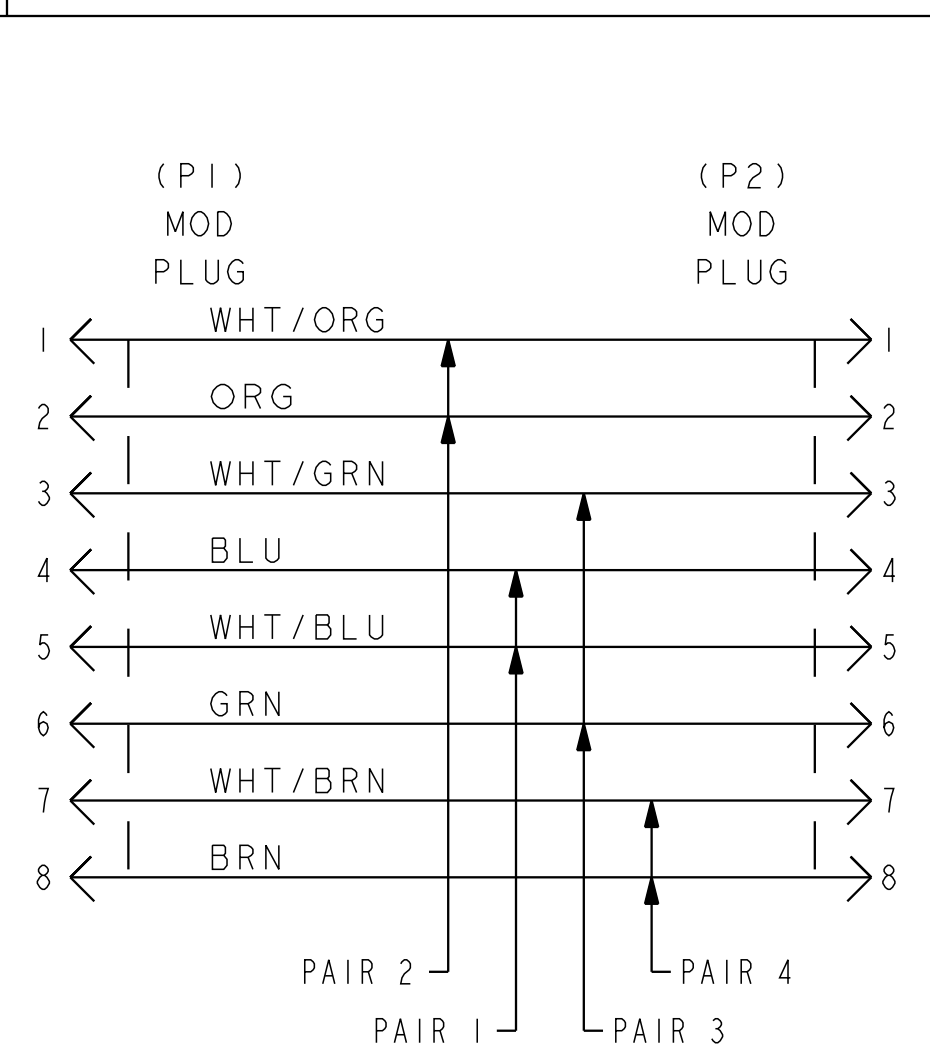 (P1) (P2)
MOD MOD
PLUG PLUG
WHT/ORG
1 1
ORG
2 2
WHT/GRN
3 3
BLU
4 4
WHT/BLU
5 5
GRN
6 6
WHT/BRN
7 7
BRN
8 8
PAIR 2 PAIR 4
PAIR 1 PAIR 3